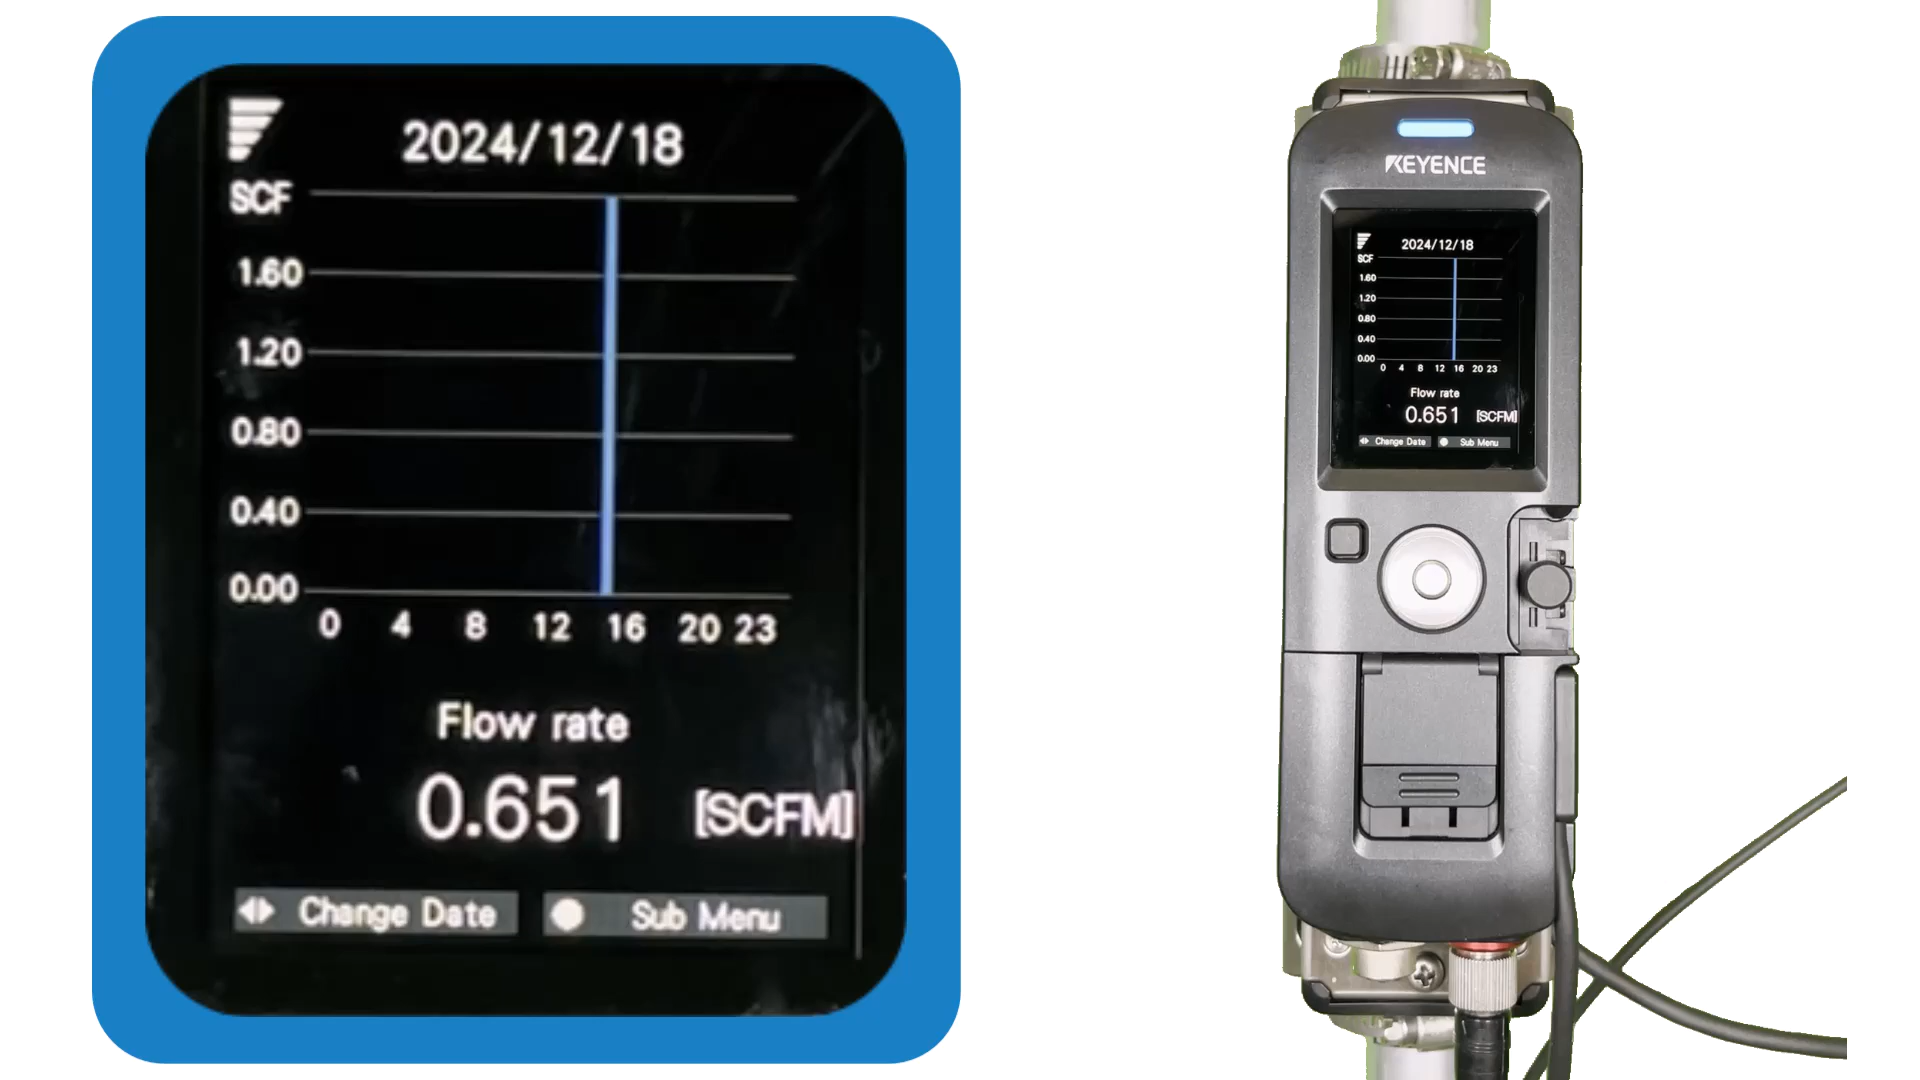 2024/12/18
SCF
1.60
1.20
0.80
0.40
0.00
0 4 8 12 16 20 23
Flow rate
0.651 [SCFM]
Change Date Sub Menu
KEYENCE
2024/12/18
SCF
1.60
1.20
0.80
0.40
0.00
0 4 8 12 16 20 23
Flow rate
0.651 [SCFM]
Change Date Sub Menu